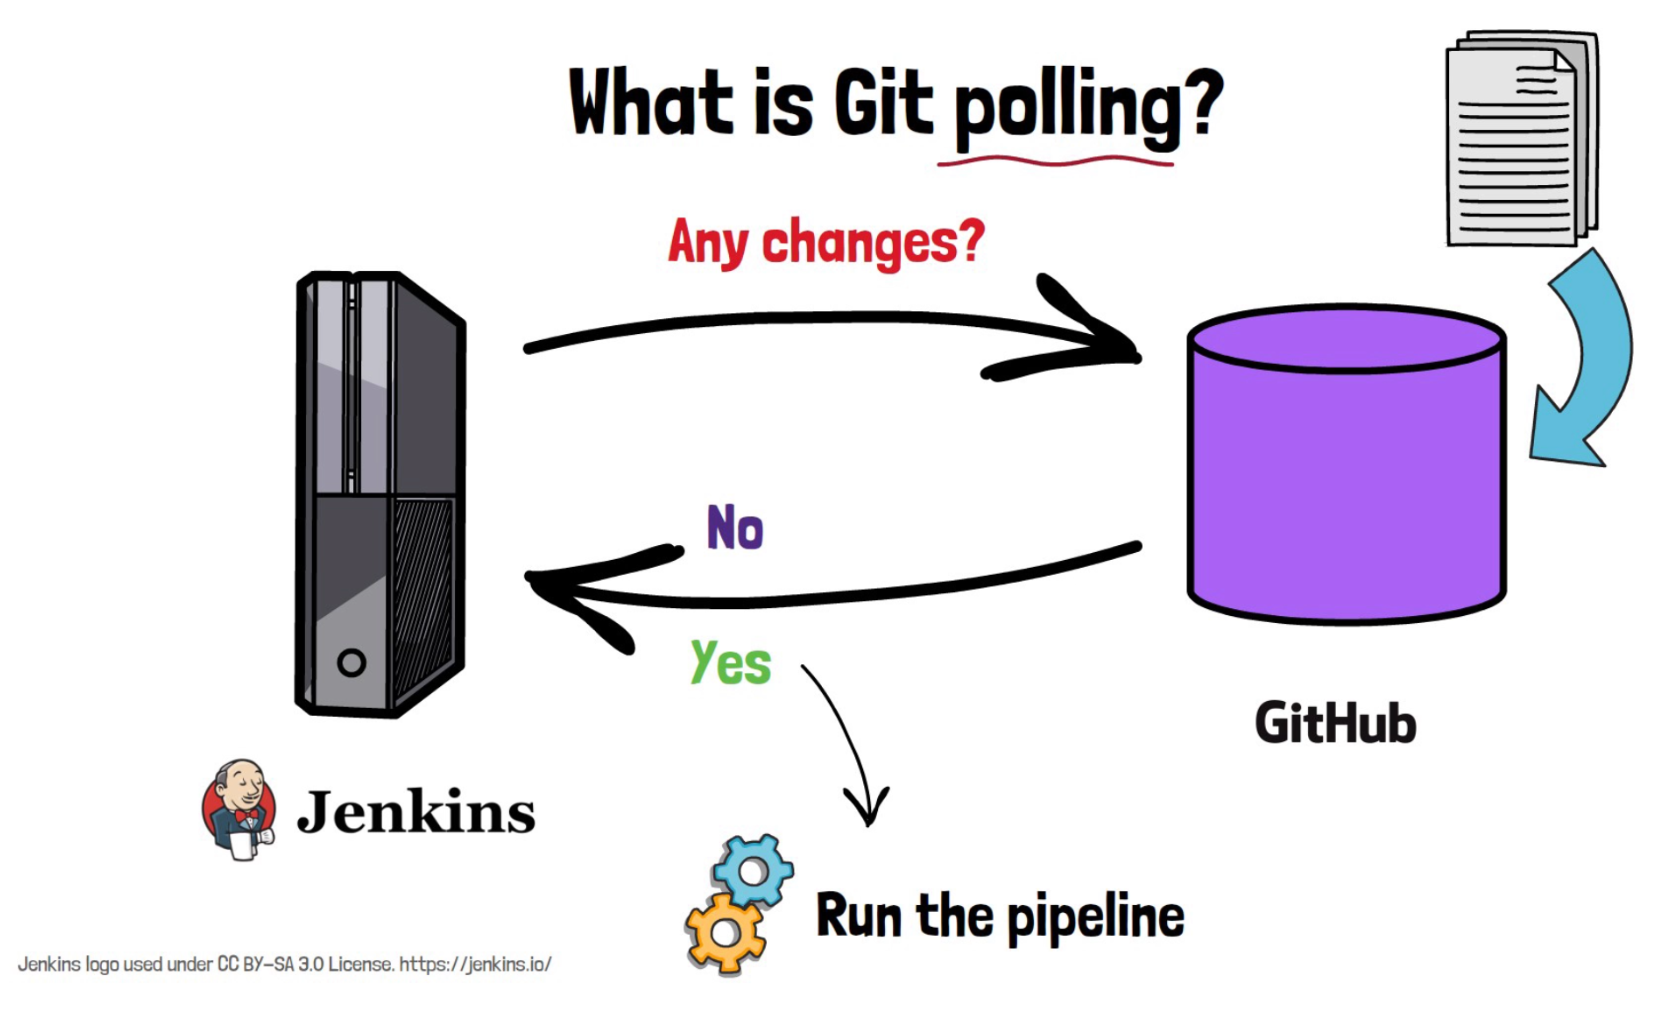 What is Git polling?
Any changes?
No
Yes
GitHub
Jenkins
Run the pipeline
Jenkins logo used under CC BY-SA 3.0 License. https://jenkins.io/